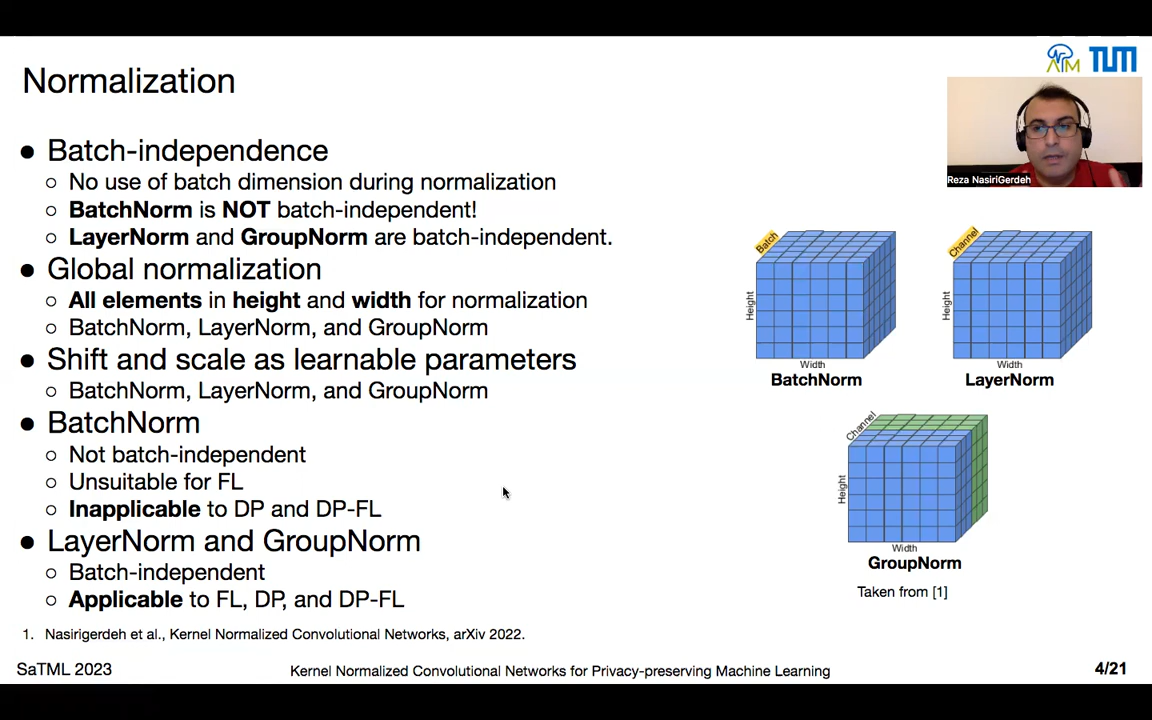 AIM TUM
Normalization
Reza NasiriGerdeh
● Batch-independence
○ No use of batch dimension during normalization
○ BatchNorm is NOT batch-independent!
○ LayerNorm and GroupNorm are batch-independent.
● Global normalization
○ All elements in height and width for normalization
○ BatchNorm, LayerNorm, and GroupNorm
● Shift and scale as learnable parameters
○ BatchNorm, LayerNorm, and GroupNorm
● BatchNorm
○ Not batch-independent
○ Unsuitable for FL
○ Inapplicable to DP and DP-FL
● LayerNorm and GroupNorm
○ Batch-independent
○ Applicable to FL, DP, and DP-FL
Batch
Height
Width
BatchNorm
Channel
Height
Width
LayerNorm
Channel
Height
Width
GroupNorm
Taken from [1]
1. Nasirigerdeh et al., Kernel Normalized Convolutional Networks, arXiv 2022.
SaTML 2023
Kernel Normalized Convolutional Networks for Privacy-preserving Machine Learning
4/21